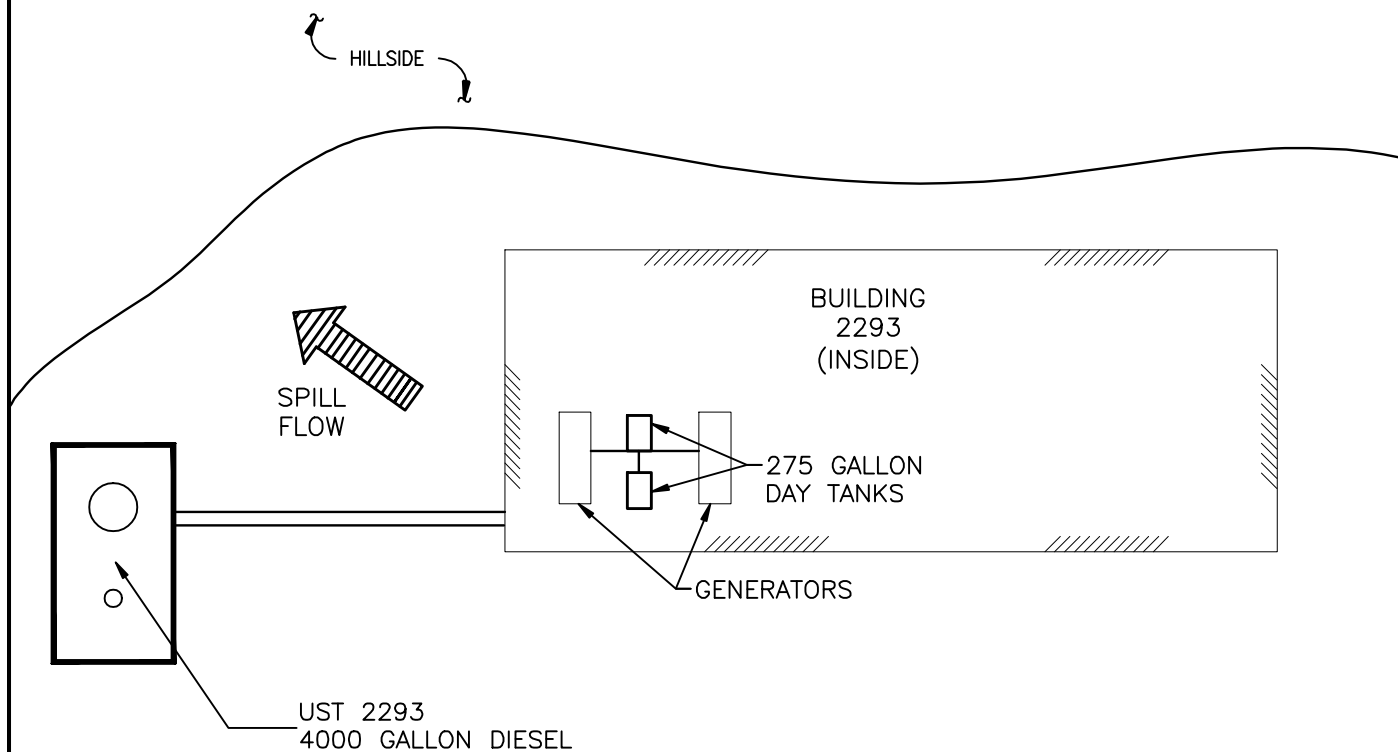 HILLSIDE
BUILDING
2293
(INSIDE)
SPILL
FLOW
275 GALLON
DAY TANKS
GENERATORS
UST 2293
4000 GALLON DIESEL